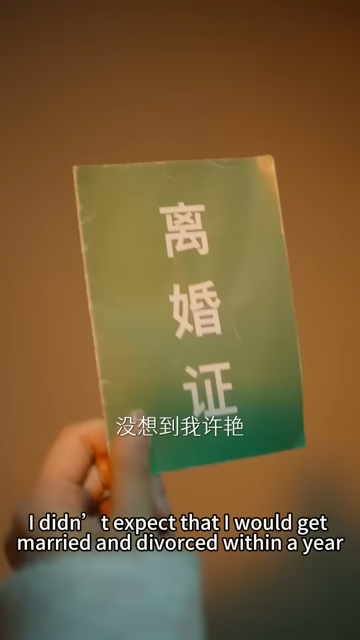 离
婚
证
没想到我许艳
I didn't expect that I would get
married and divorced within a year